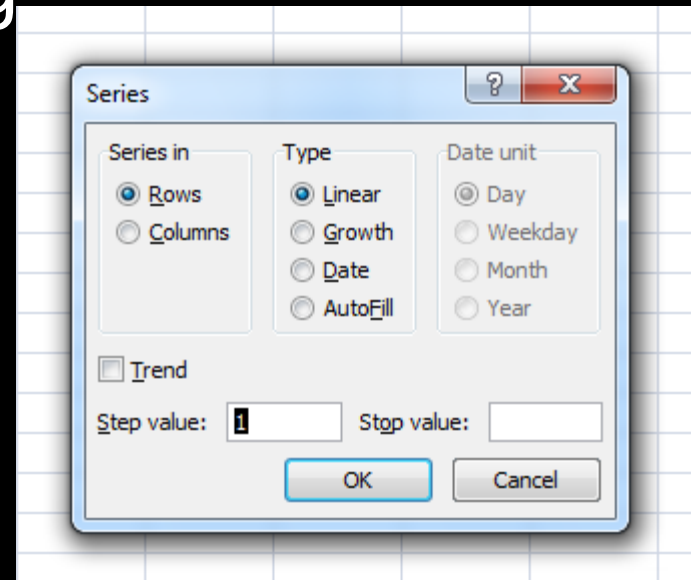 Series
Series in Type Date unit
Rows Linear Day
Columns Growth Weekday
Date Month
AutoFill Year
Trend
Step value: 1 Stop value:
OK Cancel